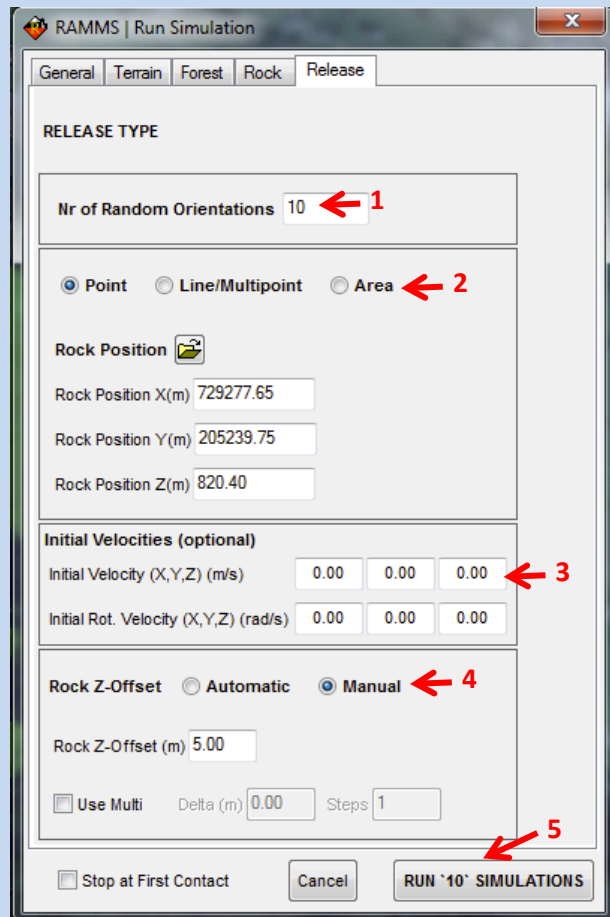 RAMMS | Run Simulation X
General Terrain Forest Rock Release
RELEASE TYPE
Nr of Random Orientations 10 1
Point Line/Multipoint Area 2
Rock Position
Rock Position X(m) 729277.65
Rock Position Y(m) 205239.75
Rock Position Z(m) 820.40
Initial Velocities (optional)
Initial Velocity (X,Y,Z) (m/s) 0.00 0.00 0.00 3
Initial Rot. Velocity (X,Y,Z) (rad/s) 0.00 0.00 0.00
Rock Z-Offset Automatic Manual 4
Rock Z-Offset (m) 5.00
Use Multi Delta (m) 0.00 Steps 1
5
Stop at First Contact Cancel RUN `10` SIMULATIONS